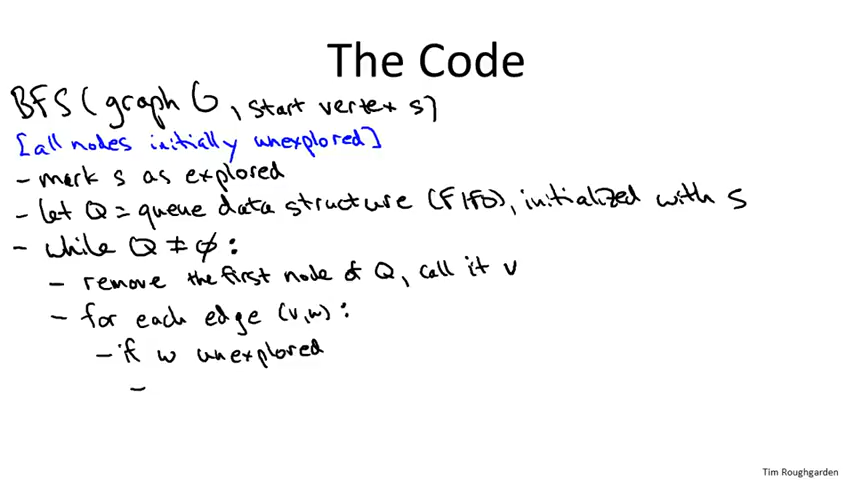 The Code
BFS(graph G, start vertex s)
[all nodes initially unexplored]
- mark s as explored
- let Q = queue data structure (FIFO), initialized with s
- while Q ≠ ∅:
- remove the first node of Q, call it v
- for each edge (v,w):
- if w unexplored
-
Tim Roughgarden